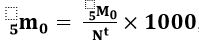 ₅m₀ = ₅M₀ / Nᵗ × 1000